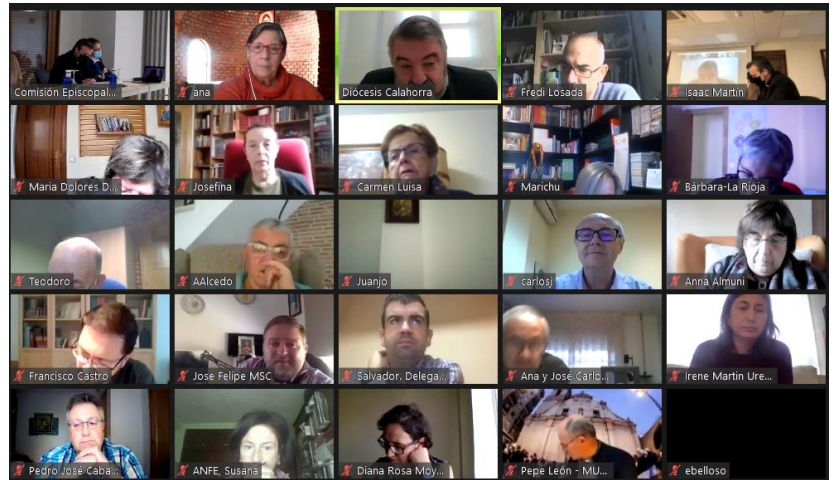 Comisión Episcopal...
ana
Diócesis Calahorra
Fredi Losada
Isaac Martín
María Dolores D...
Josefina
Carmen Luisa
Marichu
Bárbara-La Rioja
Teodoro
AAlcedo
Juanjo
carlosj
Anna Almuni
Francisco Castro
Jose Felipe MSC
Salvador. Delega...
Ana y José Carlo...
Irene Martin Ure...
Pedro José Caba...
ANFE, Susana
Diana Rosa Moy...
Pepe León - MU...
ebelloso